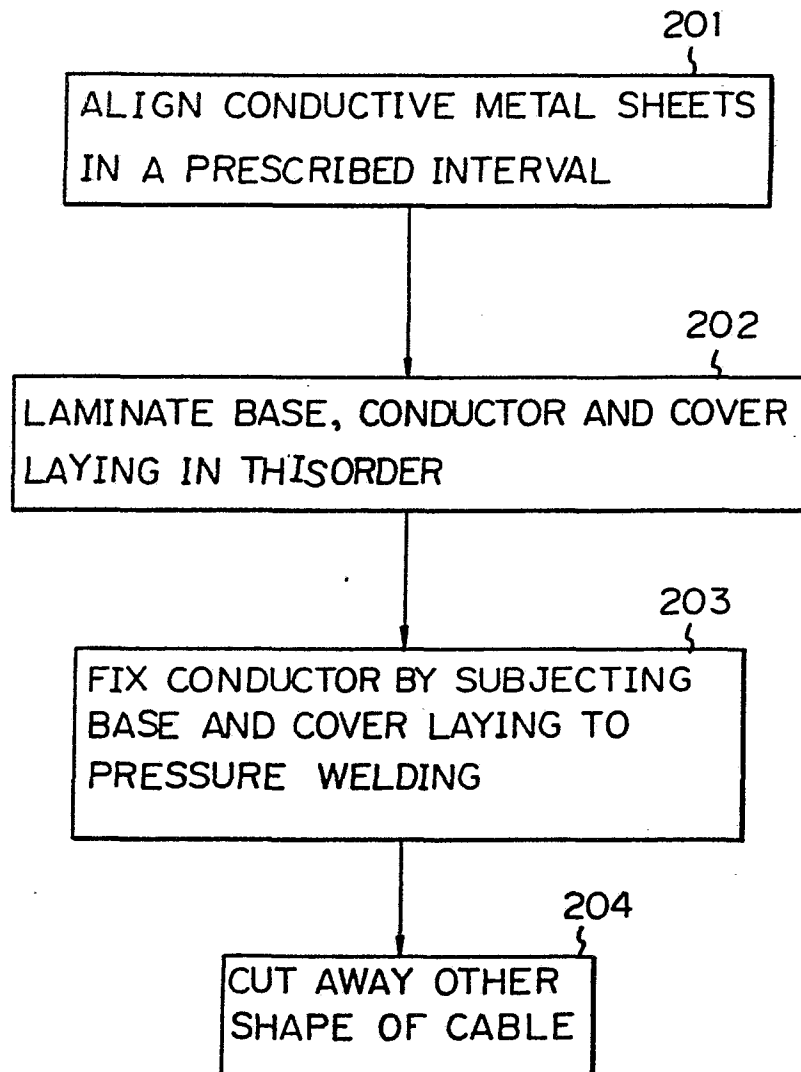 201
ALIGN CONDUCTIVE METAL SHEETS
IN A PRESCRIBED INTERVAL
202
LAMINATE BASE, CONDUCTOR AND COVER
LAYING IN THISORDER
203
FIX CONDUCTOR BY SUBJECTING
BASE AND COVER LAYING TO
PRESSURE WELDING
204
CUT AWAY OTHER
SHAPE OF CABLE